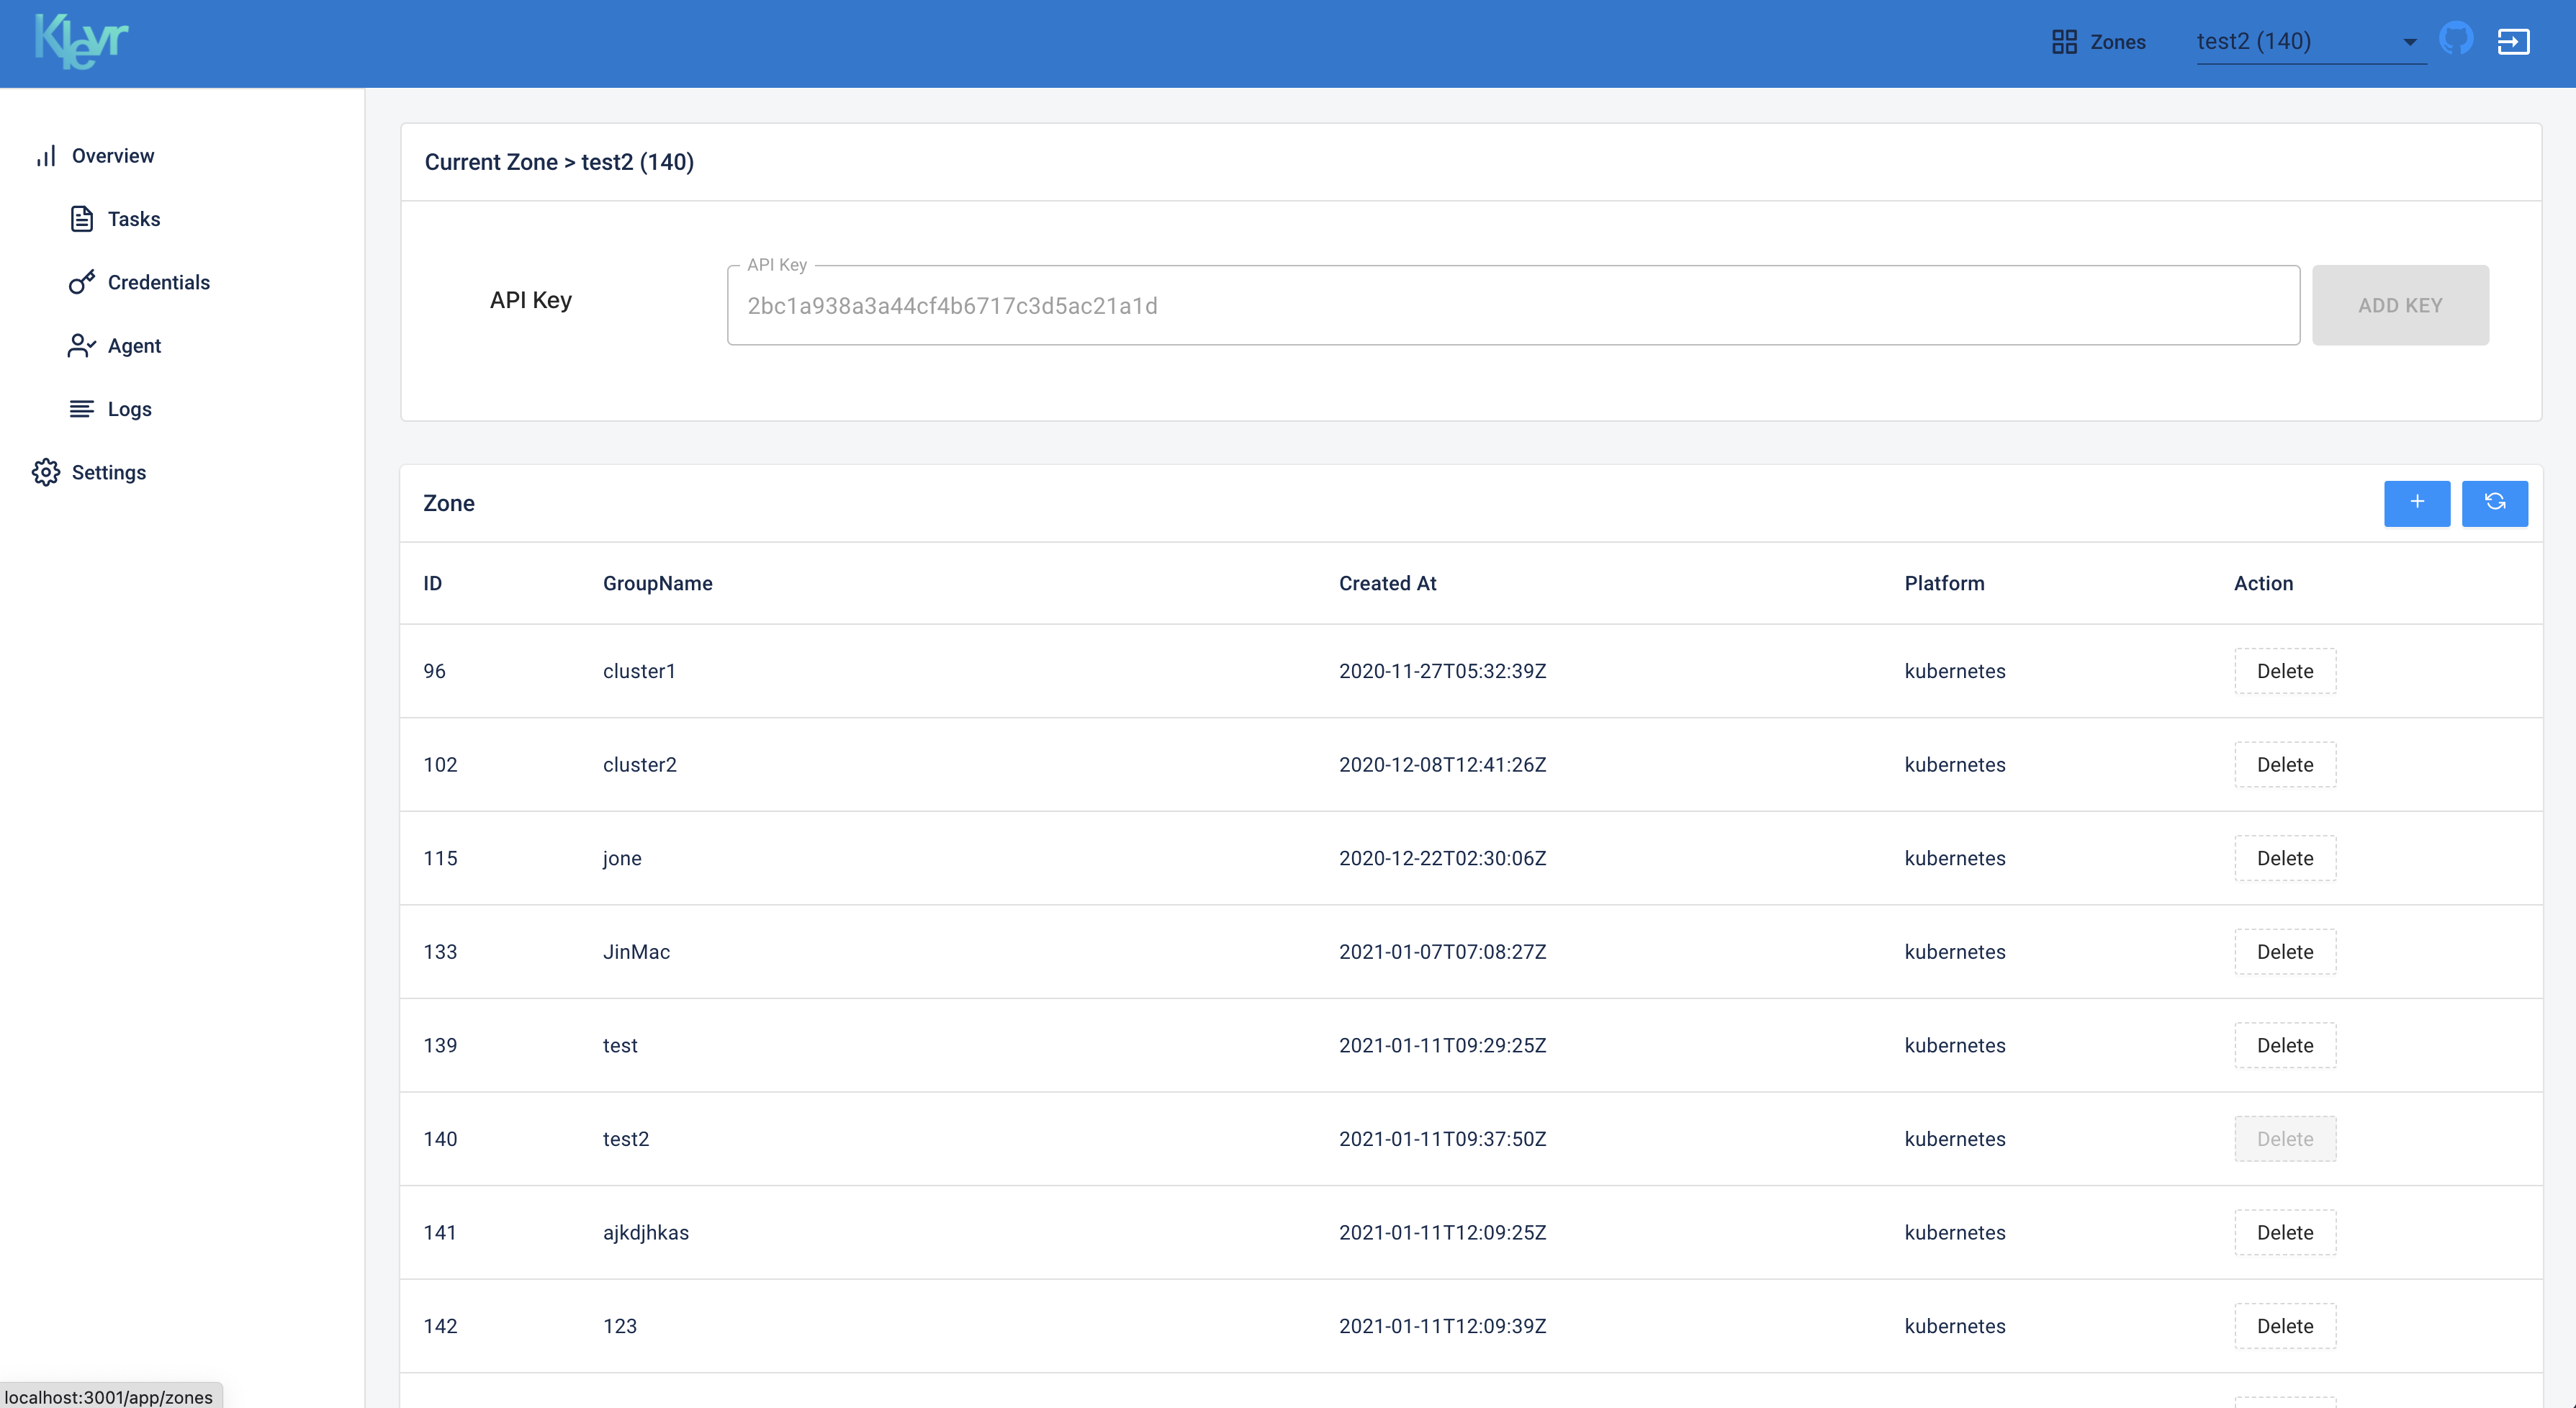 Klevr
Zones
test2 (140)
Overview
Tasks
Credentials
Agent
Logs
Settings
Current Zone > test2 (140)
API Key
API Key
2bc1a938a3a44cf4b6717c3d5ac21a1d
ADD KEY
Zone
ID GroupName Created At Platform Action
96 cluster1 2020-11-27T05:32:39Z kubernetes Delete
102 cluster2 2020-12-08T12:41:26Z kubernetes Delete
115 jone 2020-12-22T02:30:06Z kubernetes Delete
133 JinMac 2021-01-07T07:08:27Z kubernetes Delete
139 test 2021-01-11T09:29:25Z kubernetes Delete
140 test2 2021-01-11T09:37:50Z kubernetes Delete
141 ajkdjhkas 2021-01-11T12:09:25Z kubernetes Delete
142 123 2021-01-11T12:09:39Z kubernetes Delete
localhost:3001/app/zones